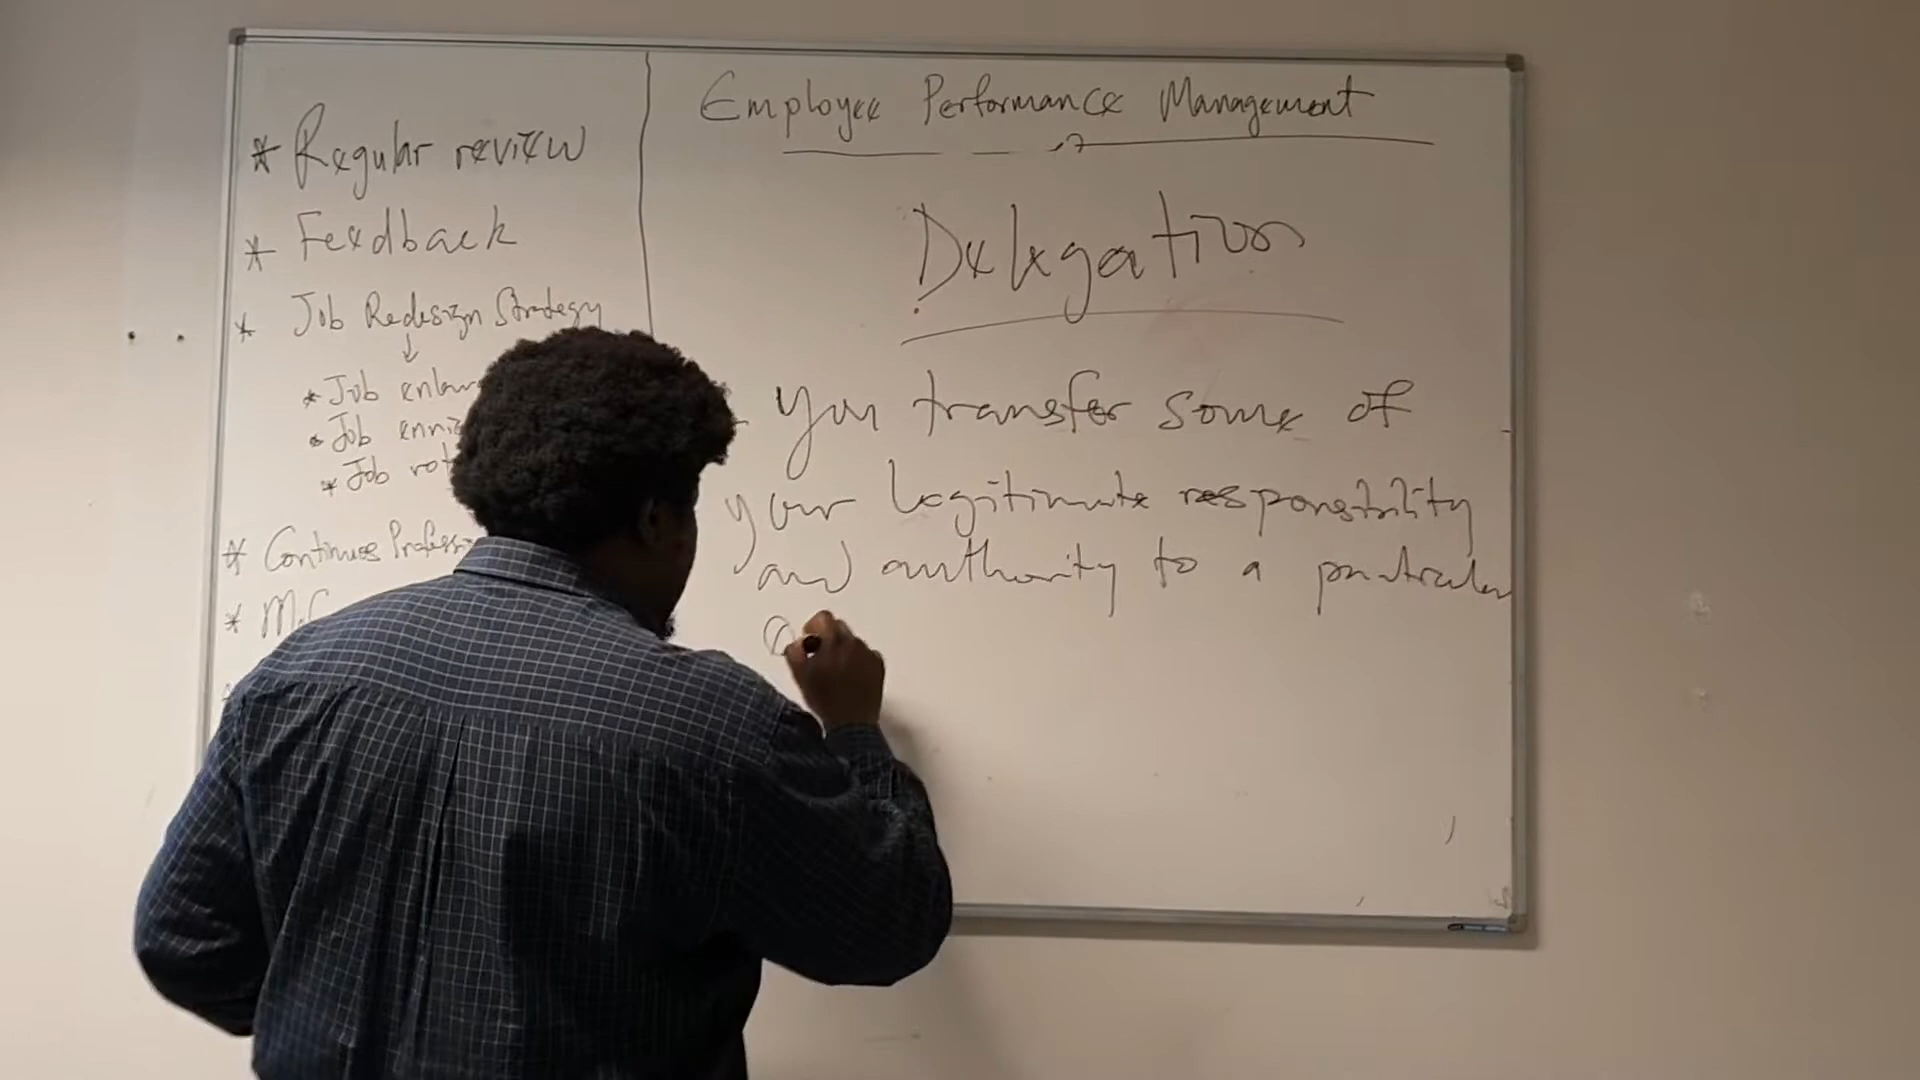 * Regular review
* Feedback
* Job Redesign Strategy
↓
* Job
* Job
* Job
* Continues
*
Employee Performance Management
Delegation
- you transfer some of
your legitimate responsibility
and authority to a particular